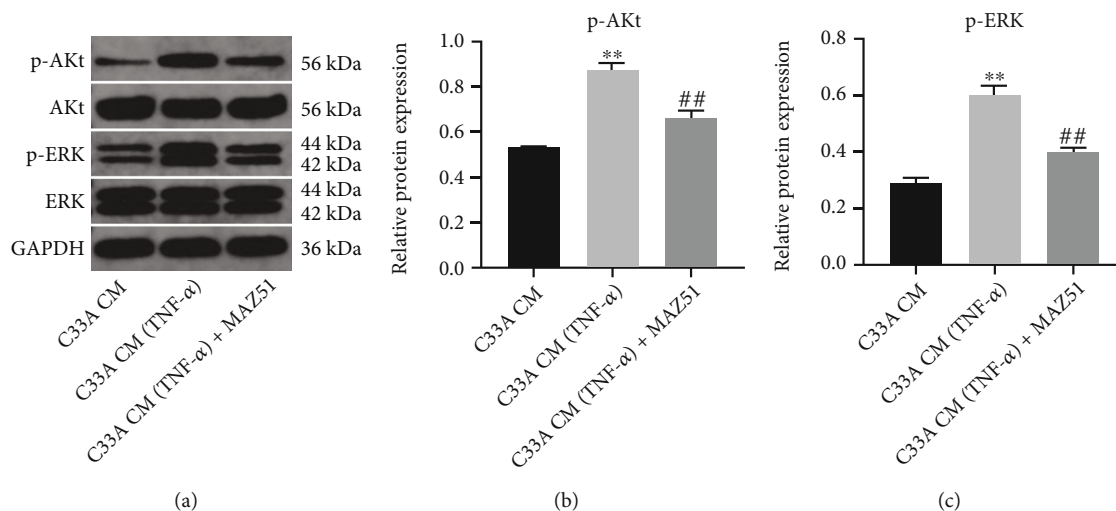 p-AKt
56 kDa
AKt
56 kDa
p-ERK
44 kDa
42 kDa
ERK
44 kDa
42 kDa
GAPDH
36 kDa
C33A CM
C33A CM (TNF-α)
C33A CM (TNF-α) + MAZ51
(a)
p-AKt
Relative protein expression
1.0
0.8
0.6
0.4
0.2
0.0
**
##
C33A CM
C33A CM (TNF-α)
C33A CM (TNF-α) + MAZ51
(b)
p-ERK
Relative protein expression
0.8
0.6
0.4
0.2
0.0
**
##
C33A CM
C33A CM (TNF-α)
C33A CM (TNF-α) + MAZ51
(c)